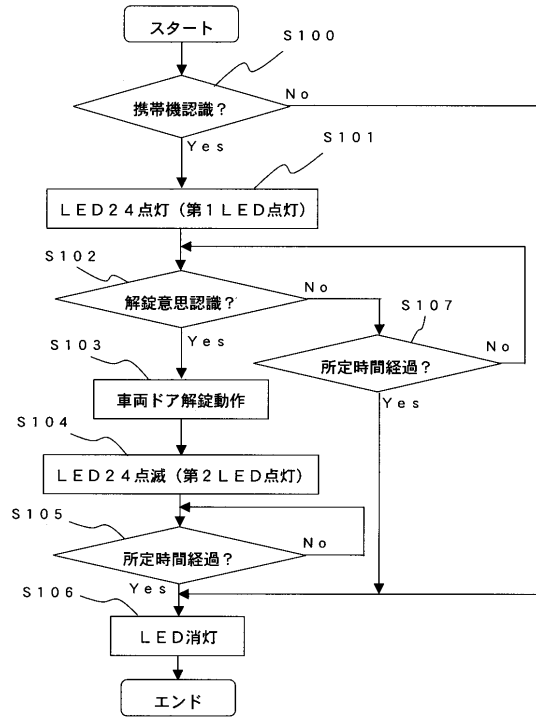 スタート
S100
携帯機認識？
No
Yes
S101
LED24点灯（第1LED点灯）
S102
解錠意思認識？
No
S107
Yes
所定時間経過？
No
S103
車両ドア解錠動作
Yes
S104
LED24点滅（第2LED点灯）
S105
所定時間経過？
No
Yes
S106
LED消灯
エンド